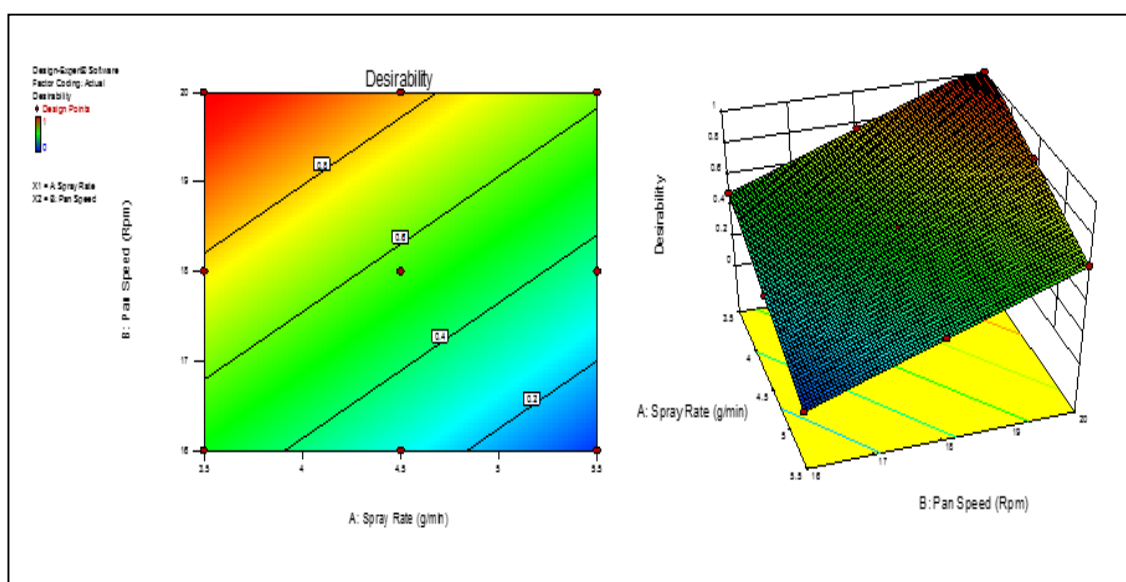 Design-Expert® Software
Factor Coding: Actual
Desirability
Design Points
1
0
X1 = A: Spray Rate
X2 = B: Pan Speed
Desirability
20
19
18
17
16
3.5
4
4.5
5
5.5
0.8
0.6
0.4
0.2
B: Pan Speed (Rpm)
A: Spray Rate (g/min)
1
0.8
0.6
0.4
0.2
0
Desirability
3.5
4
4.5
5
5.5
16
17
18
19
20
A: Spray Rate (g/min)
B: Pan Speed (Rpm)